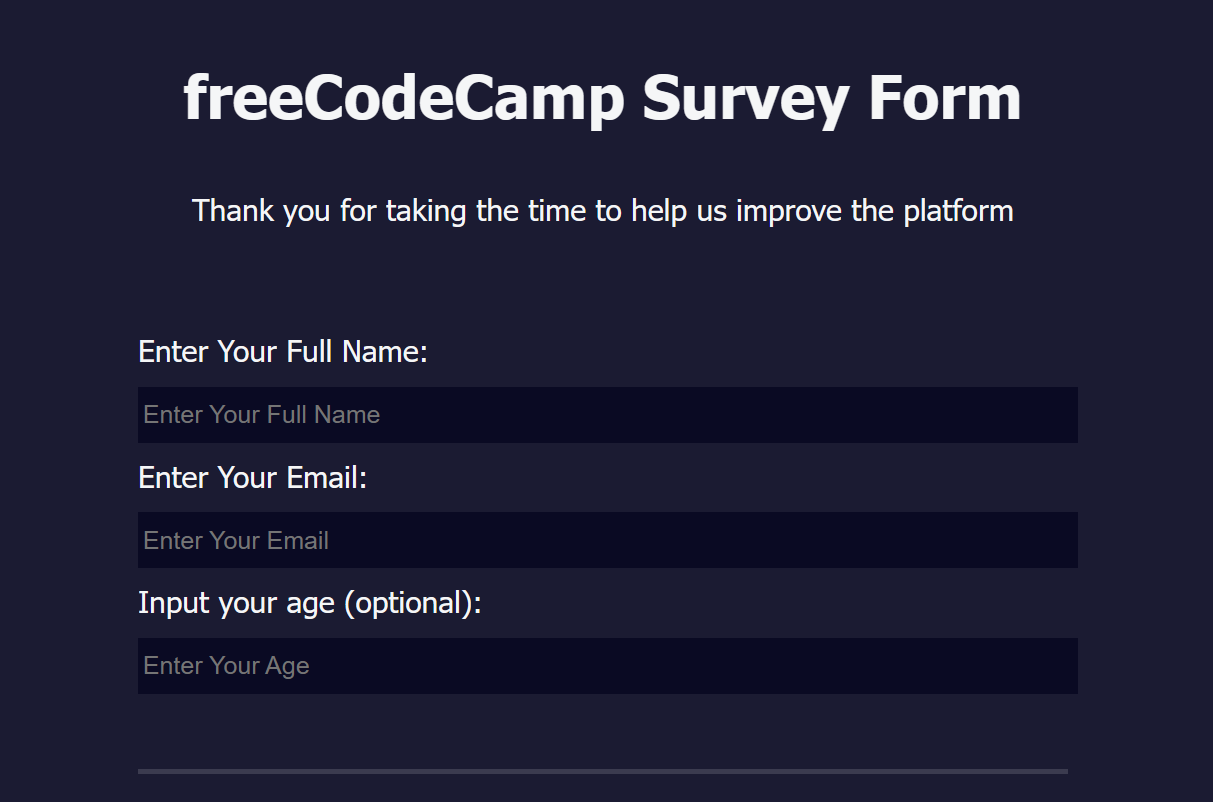 freeCodeCamp Survey Form
Thank you for taking the time to help us improve the platform
Enter Your Full Name:
Enter Your Full Name
Enter Your Email:
Enter Your Email
Input your age (optional):
Enter Your Age